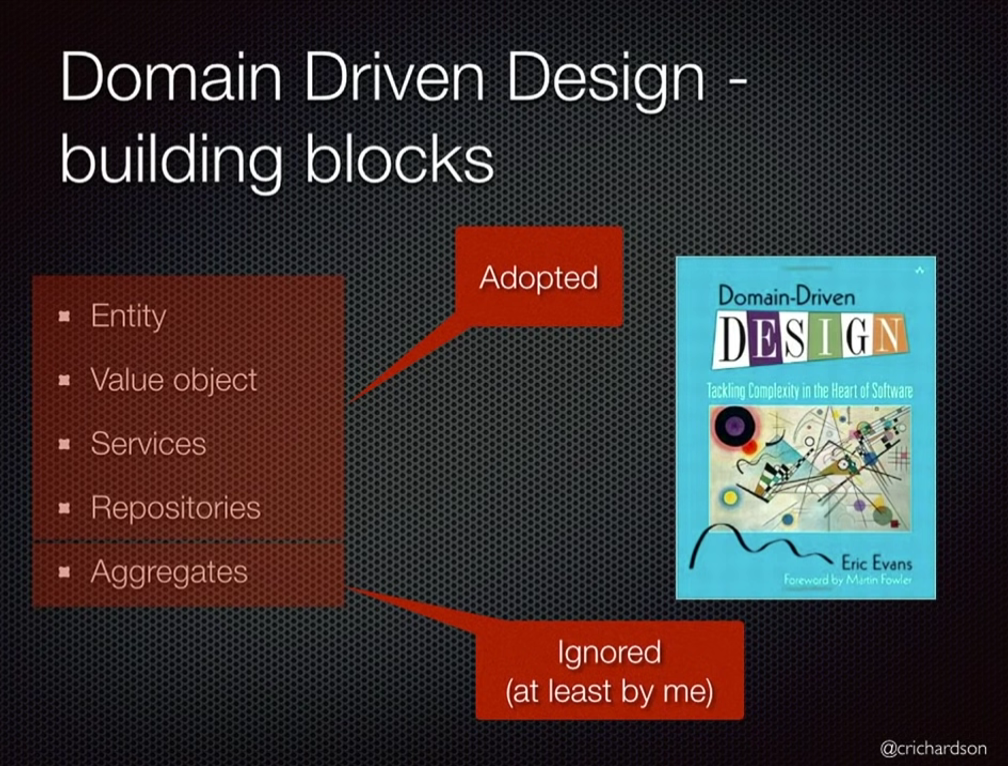 Domain Driven Design -
building blocks
Adopted
Entity
Value object
Services
Repositories
Aggregates
Domain-Driven
DESIGN
Tackling Complexity in the Heart of Software
Eric Evans
Foreword by Martin Fowler
Ignored
(at least by me)
@crichardson